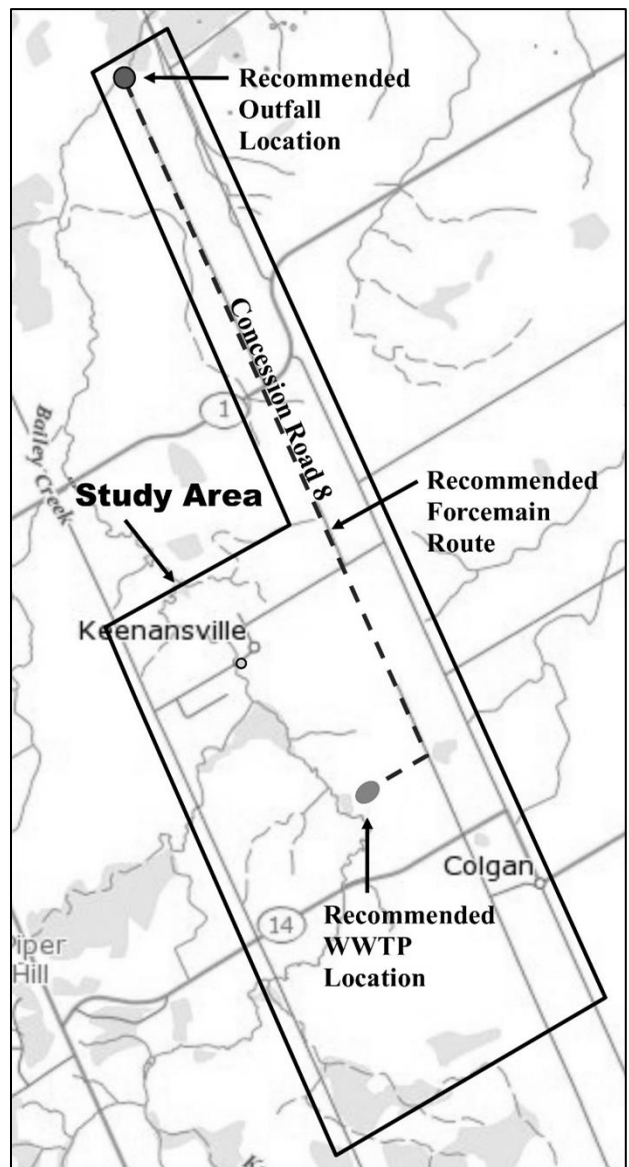 Recommended
Outfall
Location
Concession Road 8
1
Bailey Creek
Study Area
Recommended
Forcemain
Route
Keenansville
Colgan
14
Recommended
WWTP
Location
Piper
Hill
K